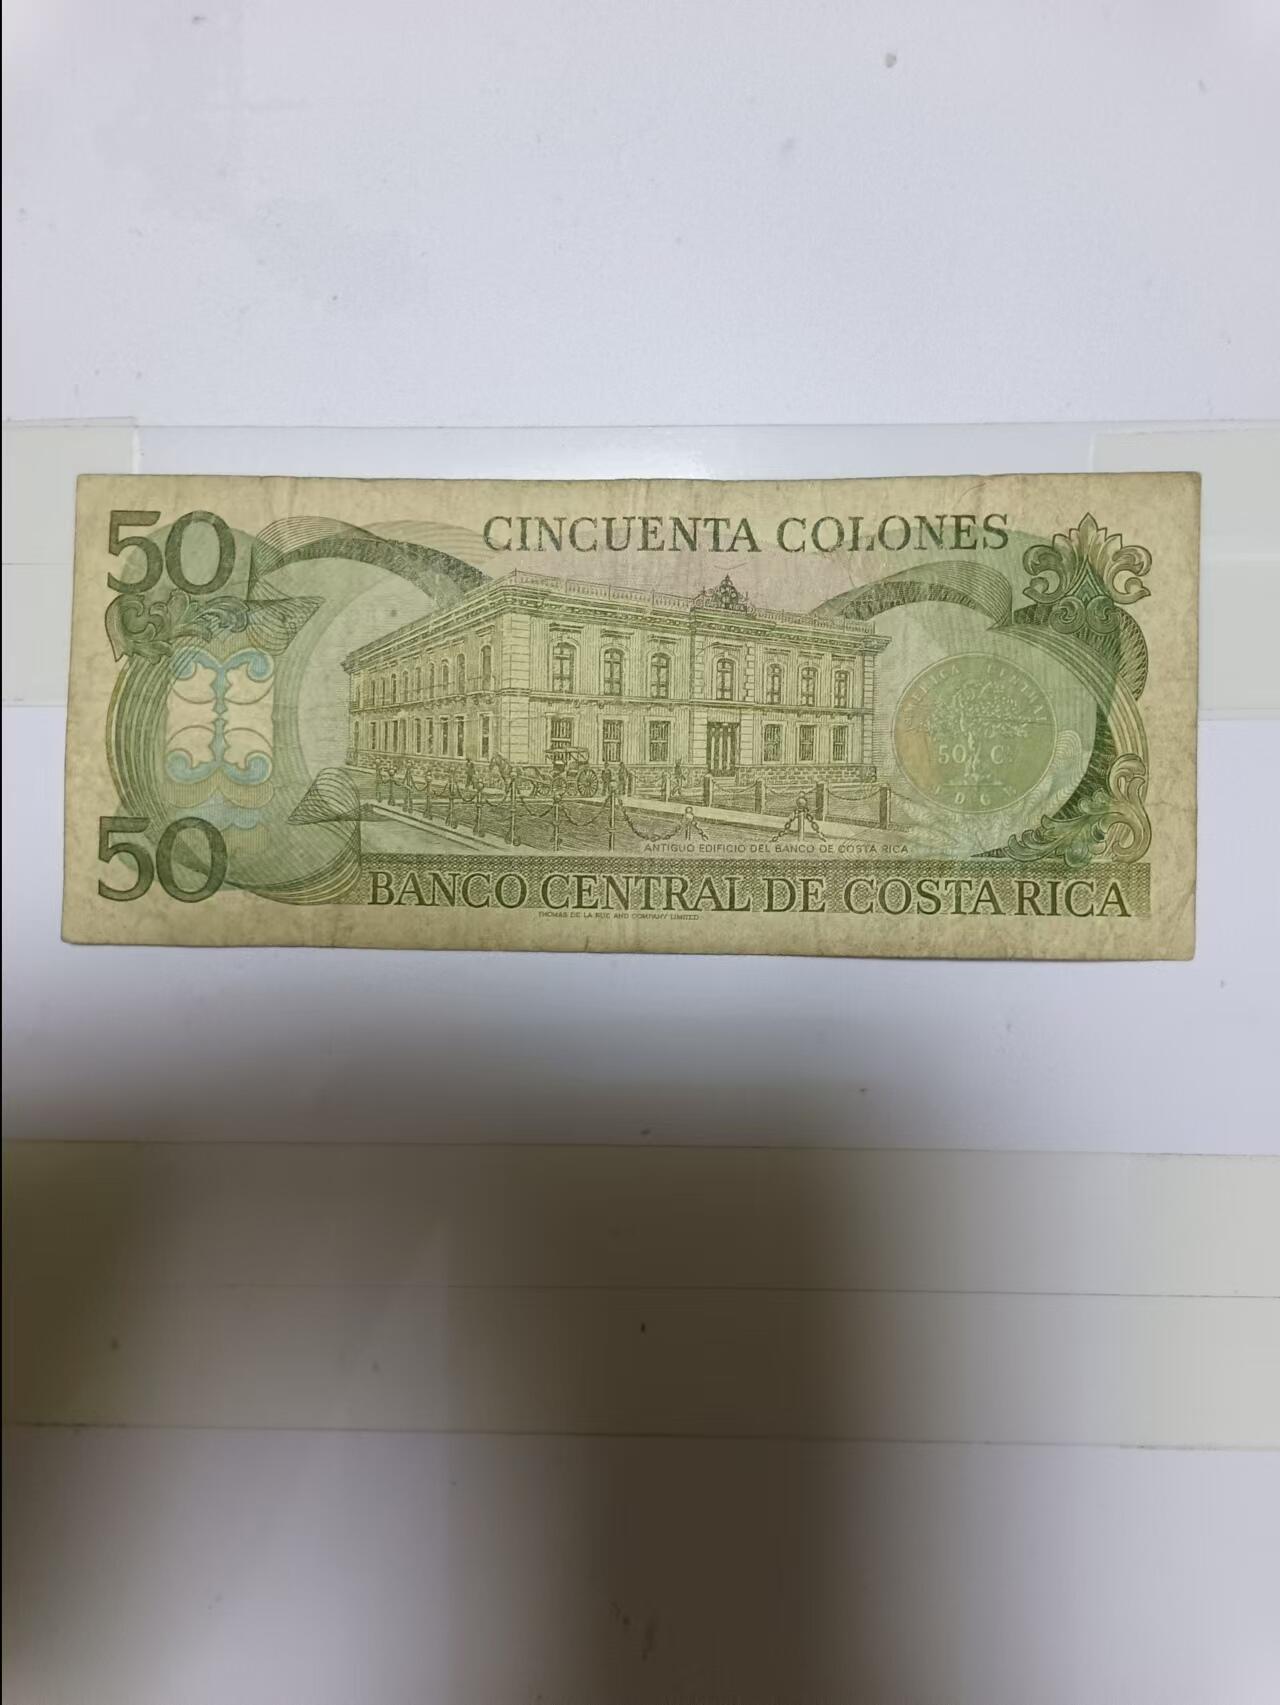 50
CINCUENTA COLONES
50 C
ANTIGUO EDIFICIO DEL BANCO DE COSTA RICA
50
BANCO CENTRAL DE COSTA RICA
THOMAS DE LA RUE AND COMPANY LIMITED